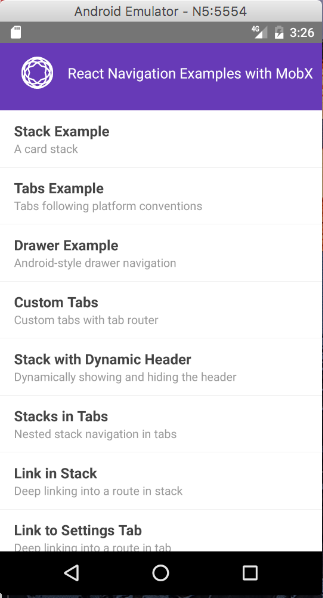 Android Emulator - N5:5554
4G 3:26
React Navigation Examples with MobX
Stack Example
A card stack
Tabs Example
Tabs following platform conventions
Drawer Example
Android-style drawer navigation
Custom Tabs
Custom tabs with tab router
Stack with Dynamic Header
Dynamically showing and hiding the header
Stacks in Tabs
Nested stack navigation in tabs
Link in Stack
Deep linking into a route in stack
Link to Settings Tab
Deep linking into a route in tab